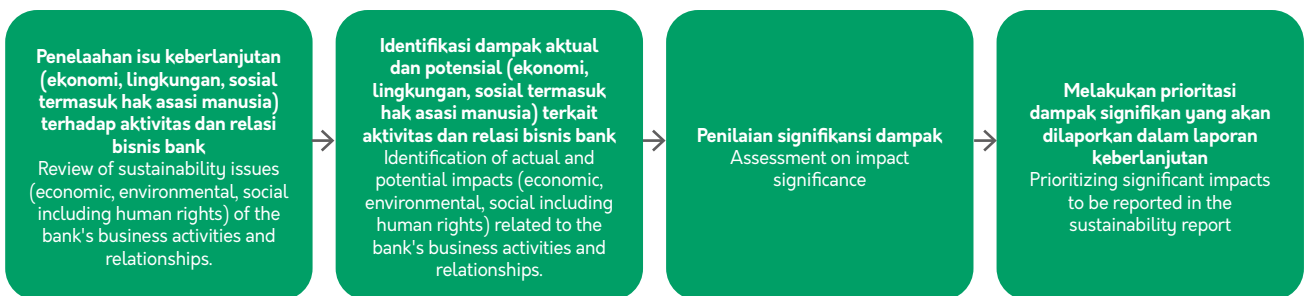 Penelaahan isu keberlanjutan
(ekonomi, lingkungan, sosial
termasuk hak asasi manusia)
terhadap aktivitas dan relasi
bisnis bank
Review of sustainability issues
(economic, environmental, social
including human rights) of the
bank's business activities and
relationships.
Identifikasi dampak aktual
dan potensial (ekonomi,
lingkungan, sosial termasuk
hak asasi manusia) terkait
aktivitas dan relasi bisnis bank
Identification of actual and
potential impacts (economic,
environmental, social including
human rights) related to the
bank's business activities and
relationships.
Penilaian signifikansi dampak
Assessment on impact
significance
Melakukan prioritasi
dampak signifikan yang akan
dilaporkan dalam laporan
keberlanjutan
Prioritizing significant impacts
to be reported in the
sustainability report